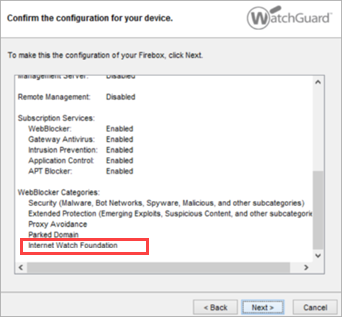 Confirm the configuration for your device.
WatchGuard
To make this the configuration of your Firebox, click Next.
Management Server: Disabled
Remote Management: Disabled
Subscription Services:
WebBlocker: Enabled
Gateway Antivirus: Enabled
Intrusion Prevention: Enabled
Application Control: Enabled
APT Blocker: Enabled
WebBlocker Categories:
Security (Malware, Bot Networks, Spyware, Malicious, and other subcategories)
Extended Protection (Emerging Exploits, Suspicious Content, and other subcategories)
Proxy Avoidance
Parked Domain
Internet Watch Foundation
< Back Next > Cancel